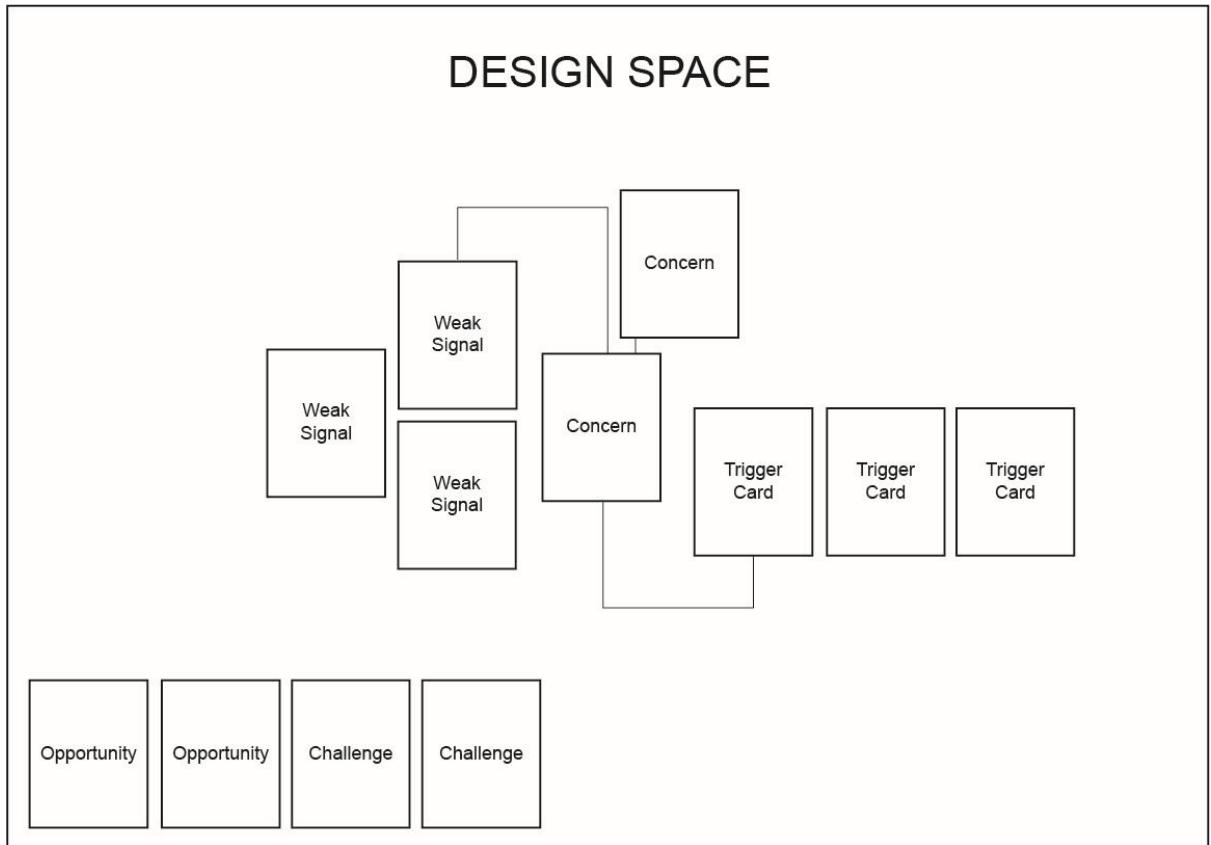 DESIGN SPACE
Concern
Weak
Signal
Weak
Signal
Concern
Weak
Signal
Trigger
Card
Trigger
Card
Trigger
Card
Opportunity
Opportunity
Challenge
Challenge